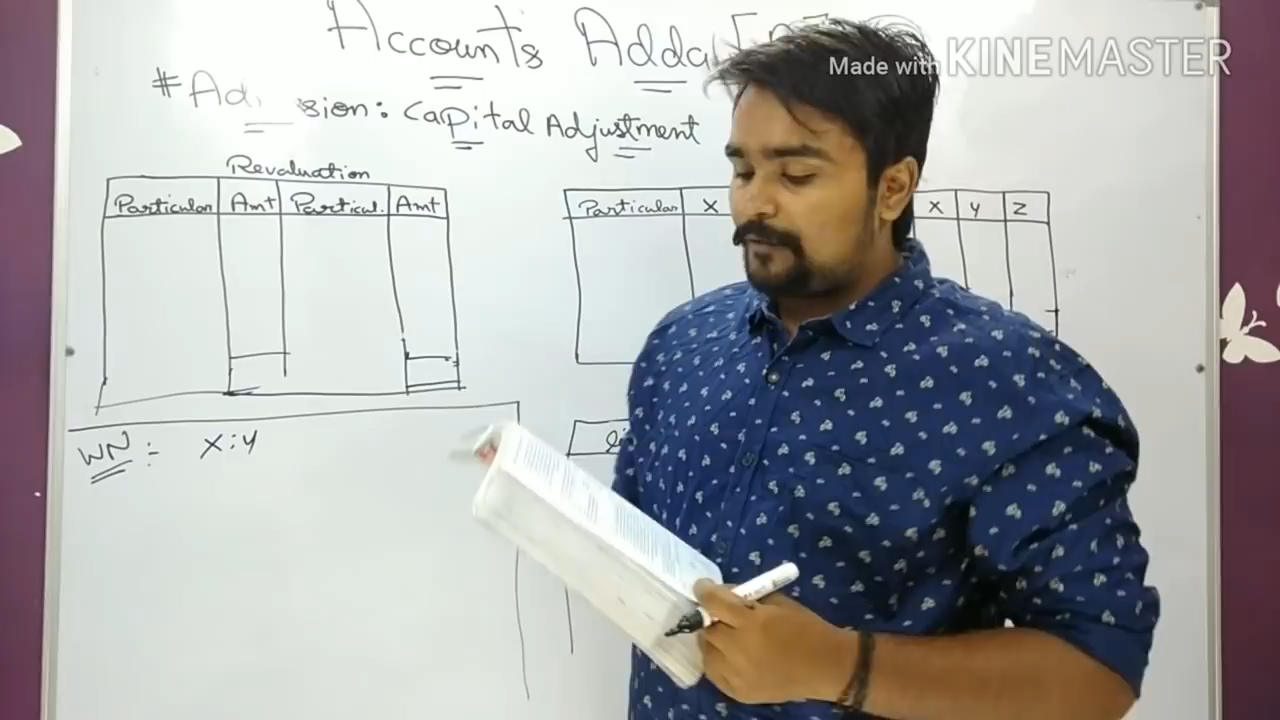 Accounts Adda
Made with KINEMASTER
# Ad sion: Capital Adjustment
Revaluation
Particular Amt Particul. Amt
Particular X X Y Z
WN:- X:Y